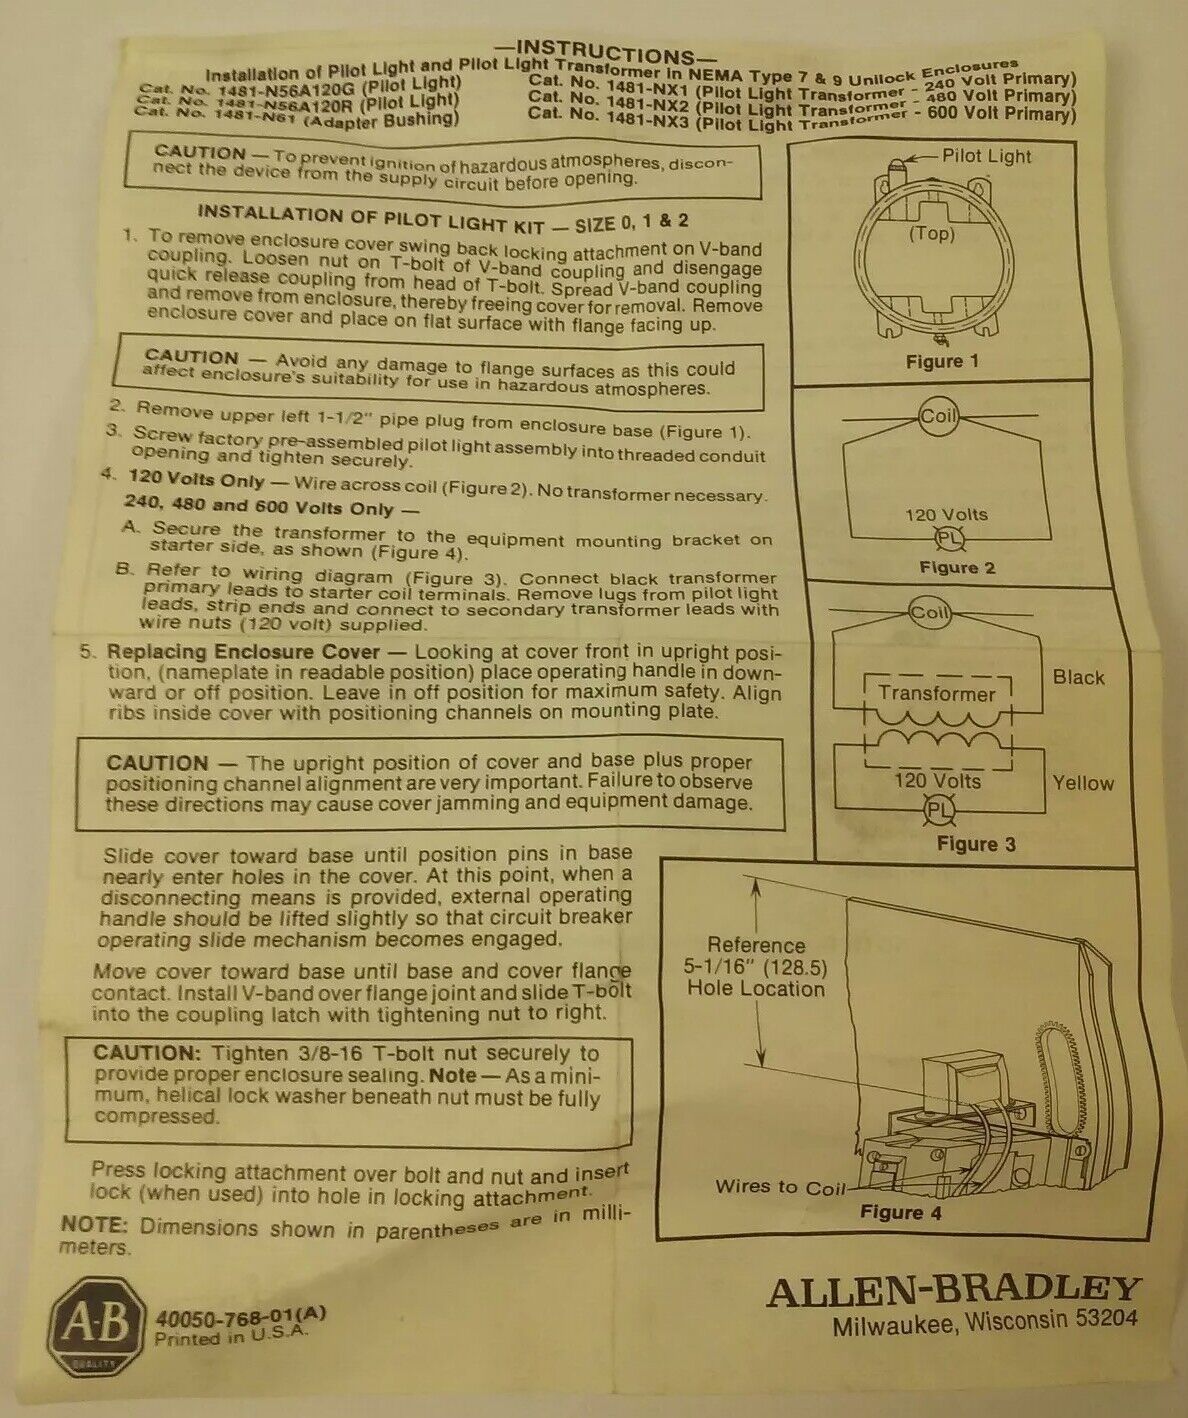 —INSTRUCTIONS—
Installation of Pilot Light and Pilot Light Transformer in NEMA Type 7 & 9 Unilock Enclosures
Cat. No. 1481-N56A120G (Pilot Light)
Cat. No. 1481-N56A120R (Pilot Light)
Cat. No. 1481-N61 (Adapter Bushing)
Cat. No. 1481-NX1 (Pilot Light Transformer - 240 Volt Primary)
Cat. No. 1481-NX2 (Pilot Light Transformer - 480 Volt Primary)
Cat. No. 1481-NX3 (Pilot Light Transformer - 600 Volt Primary)
CAUTION — To prevent ignition of hazardous atmospheres, discon-
nect the device from the supply circuit before opening.
INSTALLATION OF PILOT LIGHT KIT — SIZE 0, 1 & 2
1. To remove enclosure cover swing back locking attachment on V-band
coupling. Loosen nut on T-bolt of V-band coupling and disengage
quick release coupling from head of T-bolt. Spread V-band coupling
and remove from enclosure, thereby freeing cover for removal. Remove
enclosure cover and place on flat surface with flange facing up.
CAUTION — Avoid any damage to flange surfaces as this could
affect enclosure's suitability for use in hazardous atmospheres.
2. Remove upper left 1-1/2" pipe plug from enclosure base (Figure 1).
3. Screw factory pre-assembled pilot light assembly into threaded conduit
opening and tighten securely.
4. 120 Volts Only — Wire across coil (Figure 2). No transformer necessary.
240, 480 and 600 Volts Only —
A. Secure the transformer to the equipment mounting bracket on
starter side, as shown (Figure 4).
B. Refer to wiring diagram (Figure 3). Connect black transformer
primary leads to starter coil terminals. Remove lugs from pilot light
leads, strip ends and connect to secondary transformer leads with
wire nuts (120 volt) supplied.
5. Replacing Enclosure Cover — Looking at cover front in upright posi-
tion, (nameplate in readable position) place operating handle in down-
ward or off position. Leave in off position for maximum safety. Align
ribs inside cover with positioning channels on mounting plate.
CAUTION — The upright position of cover and base plus proper
positioning channel alignment are very important. Failure to observe
these directions may cause cover jamming and equipment damage.
Slide cover toward base until position pins in base
nearly enter holes in the cover. At this point, when a
disconnecting means is provided, external operating
handle should be lifted slightly so that circuit breaker
operating slide mechanism becomes engaged.
Move cover toward base until base and cover flange
contact. Install V-band over flange joint and slide T-bolt
into the coupling latch with tightening nut to right.
CAUTION: Tighten 3/8-16 T-bolt nut securely to
provide proper enclosure sealing. Note — As a mini-
mum, helical lock washer beneath nut must be fully
compressed.
Press locking attachment over bolt and nut and insert
lock (when used) into hole in locking attachment.
NOTE: Dimensions shown in parentheses are in milli-
meters.
Pilot Light
(Top)
Figure 1
Coil
120 Volts
PL
Figure 2
Coil
Black
Transformer
120 Volts
Yellow
PL
Figure 3
Reference
5-1/16" (128.5)
Hole Location
Wires to Coil
Figure 4
A-B
QUALITY
40050-768-01(A)
Printed in U.S.A.
ALLEN-BRADLEY
Milwaukee, Wisconsin 53204